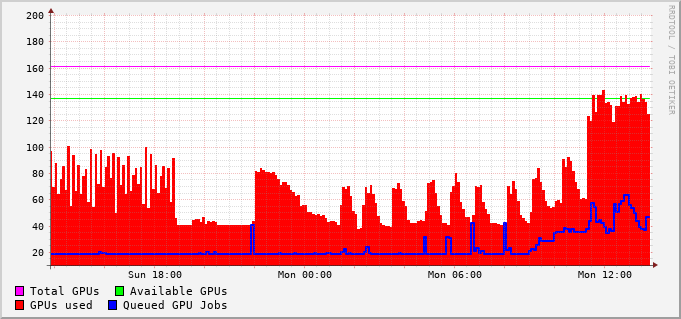 200
180
160
140
120
100
80
60
40
20
Sun 18:00 Mon 00:00 Mon 06:00 Mon 12:00
Total GPUs Available GPUs
GPUs used Queued GPU Jobs
RRDTOOL / TOBI OETIKER